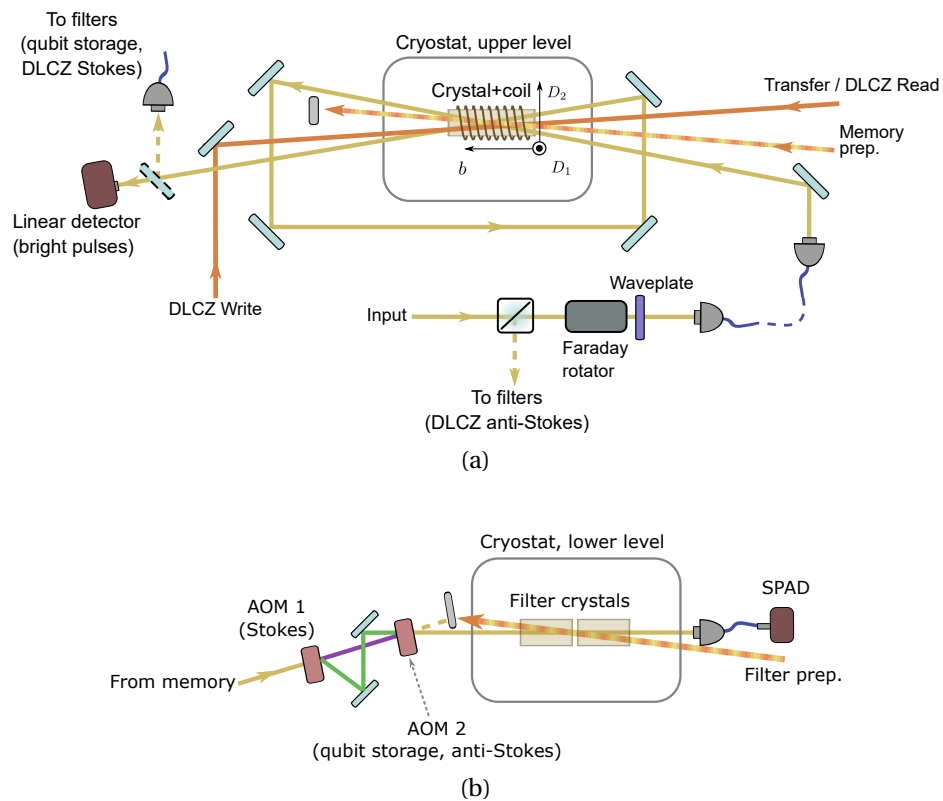 To filters
(qubit storage,
DLCZ Stokes)
Cryostat, upper level
Crystal+coil
D₂
Transfer / DLCZ Read
Memory
prep.
b
D₁
Linear detector
(bright pulses)
DLCZ Write
Waveplate
Input
Faraday
rotator
To filters
(DLCZ anti-Stokes)
(a)
Cryostat, lower level
SPAD
AOM 1
(Stokes)
Filter crystals
From memory
Filter prep.
AOM 2
(qubit storage, anti-Stokes)
(b)